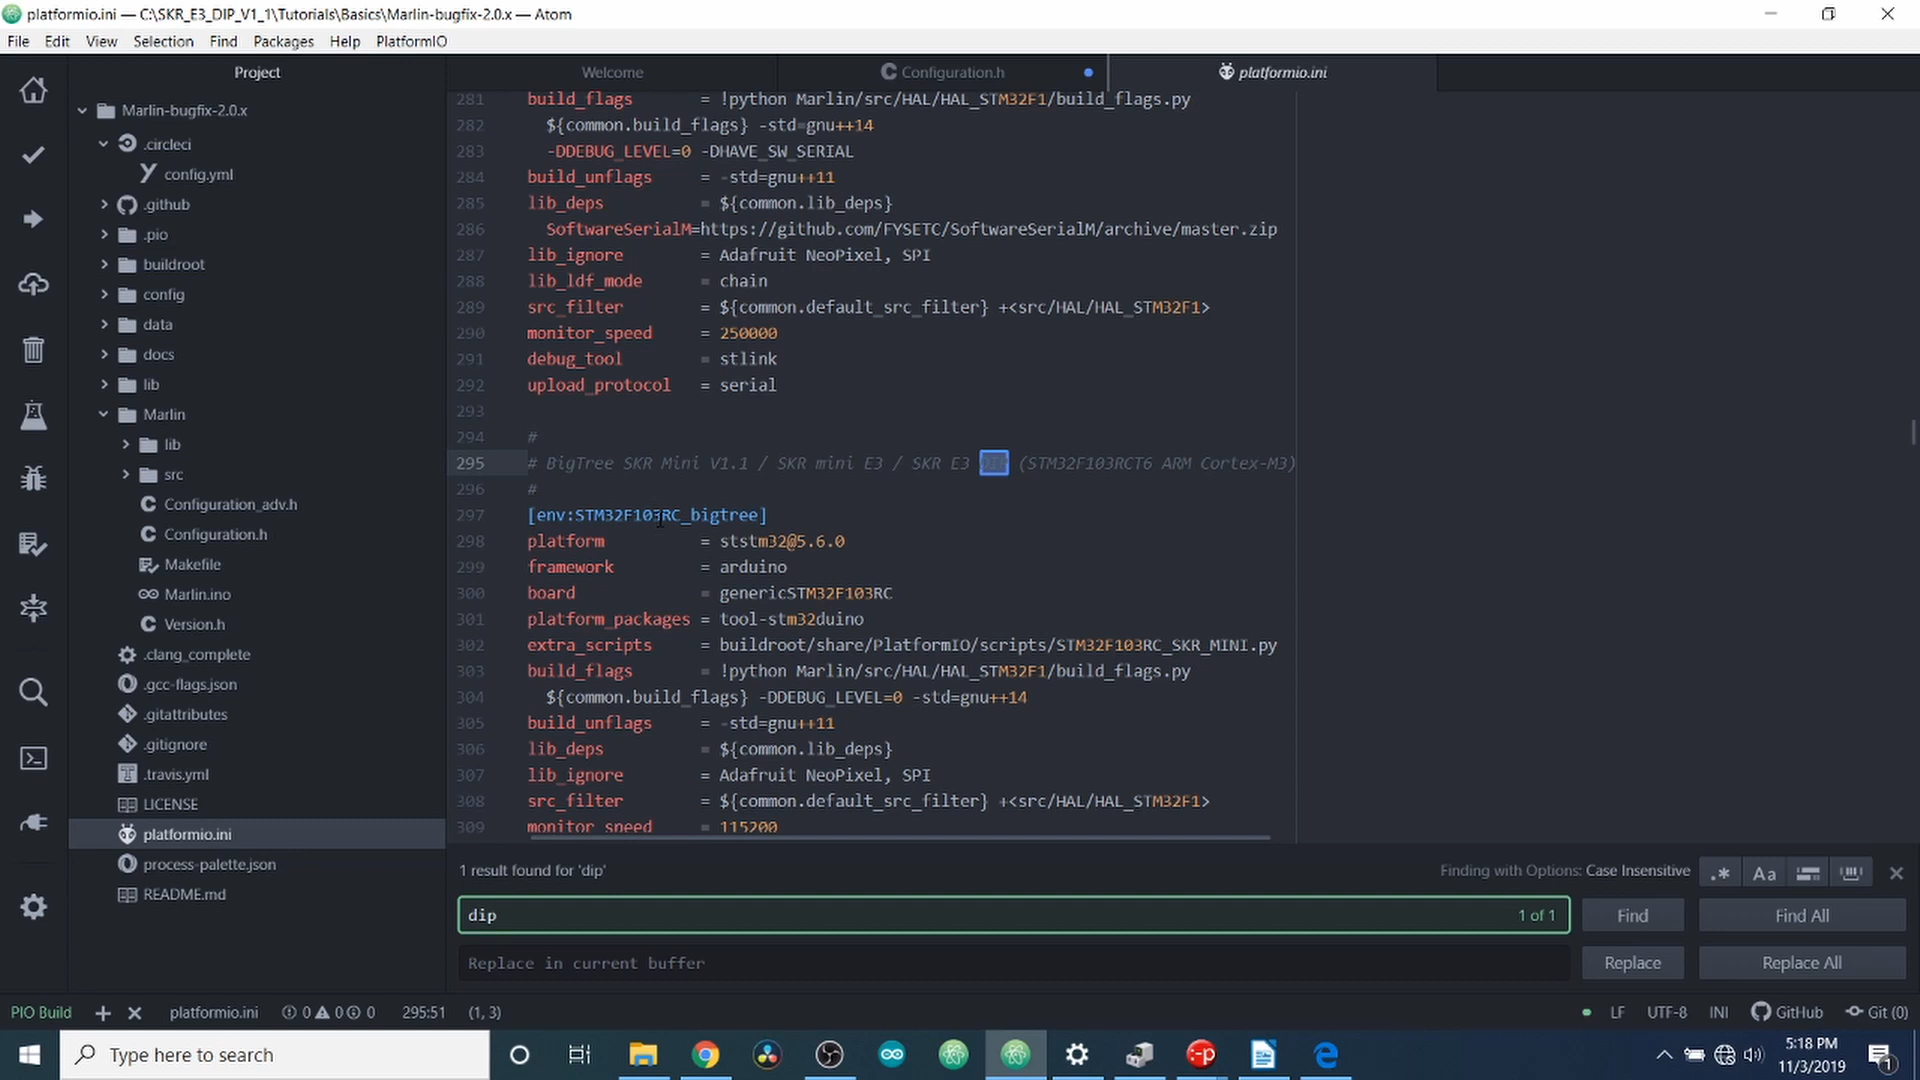 platformio.ini — C:\SKR_E3_DIP_V1_1\Tutorials\Basics\Marlin-bugfix-2.0.x — Atom
File Edit View Selection Find Packages Help PlatformIO
Project
Welcome
Configuration.h
platformio.ini
Marlin-bugfix-2.0.x
.circleci
config.yml
.github
.pio
buildroot
config
data
docs
lib
Marlin
lib
src
Configuration_adv.h
Configuration.h
Makefile
Marlin.ino
Version.h
.clang_complete
.gcc-flags.json
.gitattributes
.gitignore
.travis.yml
LICENSE
platformio.ini
process-palette.json
README.md
281 build_flags = !python Marlin/src/HAL/HAL_STM32F1/build_flags.py
282 ${common.build_flags} -std=gnu++14
283 -DDEBUG_LEVEL=0 -DHAVE_SW_SERIAL
284 build_unflags = -std=gnu++11
285 lib_deps = ${common.lib_deps}
286 SoftwareSerialM=https://github.com/FYSETC/SoftwareSerialM/archive/master.zip
287 lib_ignore = Adafruit NeoPixel, SPI
288 lib_ldf_mode = chain
289 src_filter = ${common.default_src_filter} +<src/HAL/HAL_STM32F1>
290 monitor_speed = 250000
291 debug_tool = stlink
292 upload_protocol = serial
293
294 #
295 # BigTree SKR Mini V1.1 / SKR mini E3 / SKR E3 DIP (STM32F103RCT6 ARM Cortex-M3)
296 #
297 [env:STM32F103RC_bigtree]
298 platform = ststm32@5.6.0
299 framework = arduino
300 board = genericSTM32F103RC
301 platform_packages = tool-stm32duino
302 extra_scripts = buildroot/share/PlatformIO/scripts/STM32F103RC_SKR_MINI.py
303 build_flags = !python Marlin/src/HAL/HAL_STM32F1/build_flags.py
304 ${common.build_flags} -DDEBUG_LEVEL=0 -std=gnu++14
305 build_unflags = -std=gnu++11
306 lib_deps = ${common.lib_deps}
307 lib_ignore = Adafruit NeoPixel, SPI
308 src_filter = ${common.default_src_filter} +<src/HAL/HAL_STM32F1>
309 monitor_speed = 115200
1 result found for 'dip'
Finding with Options: Case Insensitive
.* Aa
dip 1 of 1
Find Find All
Replace in current buffer
Replace Replace All
PIO Build platformio.ini 0 0 0 295:51 (1, 3)
LF UTF-8 INI GitHub Git (0)
Type here to search
5:18 PM
11/3/2019
1